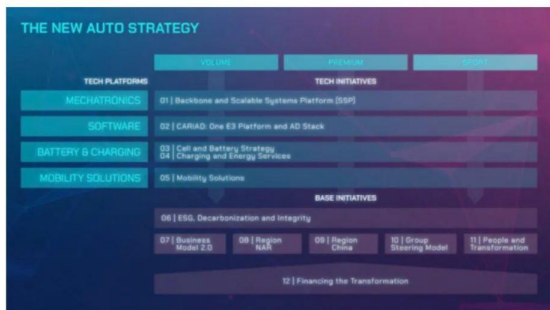 THE NEW AUTO STRATEGY
VOLUME
PREMIUM
SPORT
TECH PLATFORMS
TECH INITIATIVES
MECHATRONICS
01 | Backbone and Scalable Systems Platform (SSP)
SOFTWARE
02 | CARIAD: One E3 Platform and AD Stack
BATTERY & CHARGING
03 | Cell and Battery Strategy
04 | Charging and Energy Services
MOBILITY SOLUTIONS
05 | Mobility Solutions
BASE INITIATIVES
06 | ESG, Decarbonization and Integrity
07 | Business
Model 2.0
08 | Region
NAR
09 | Region
China
10 | Group
Steering Model
11 | People and
Transformation
12 | Financing the Transformation